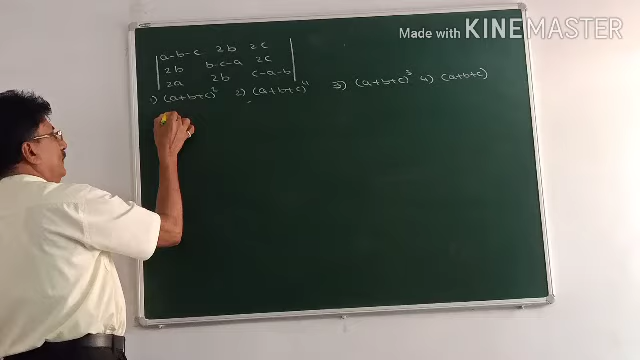 Made with KINEMASTER
a-b-c 2b 2c
2b b-c-a 2c
2a 2b c-a-b
1) (a+b+c)² 2) (a+b+c)⁴ 3) (a+b+c)³ 4) (a+b+c)